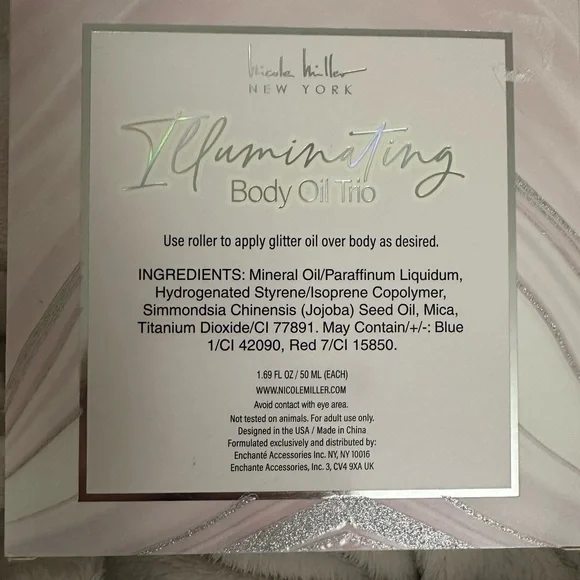 Nicole Miller
NEW YORK
Illuminating
Body Oil Trio
Use roller to apply glitter oil over body as desired.
INGREDIENTS: Mineral Oil/Paraffinum Liquidum,
Hydrogenated Styrene/Isoprene Copolymer,
Simmondsia Chinensis (Jojoba) Seed Oil, Mica,
Titanium Dioxide/CI 77891. May Contain/+/-: Blue
1/CI 42090, Red 7/CI 15850.
1.69 FL OZ / 50 ML (EACH)
WWW.NICOLEMILLER.COM
Avoid contact with eye area.
Not tested on animals. For adult use only.
Designed in the USA / Made in China
Formulated exclusively and distributed by:
Enchanté Accessories Inc. NY, NY 10016
Enchante Accessories, Inc. 3, CV4 9XA UK